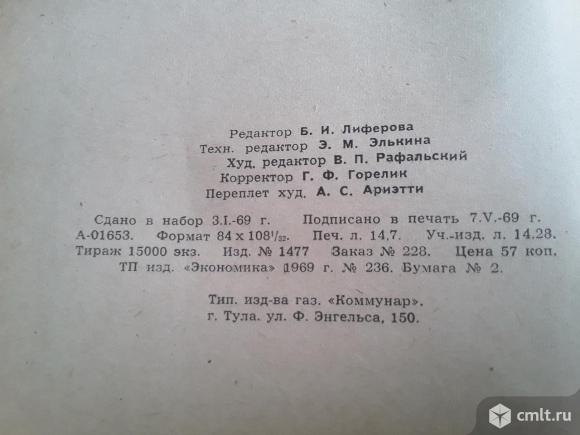 Редактор Б. И. Лиферова
Техн. редактор Э. М. Элькина
Худ. редактор В. П. Рафальский
Корректор Г. Ф. Горелик
Переплет худ. А. С. Ариэтти
Сдано в набор 3.I.-69 г. Подписано в печать 7.V.-69 г.
А-01653. Формат 84 x 108¹/₃₂. Печ. л. 14,7. Уч.-изд. л. 14.28.
Тираж 15000 экз. Изд. № 1477 Заказ № 228. Цена 57 коп.
ТП изд. «Экономика» 1969 г. № 236. Бумага № 2.
Тип. изд-ва газ. «Коммунар».
г. Тула. ул. Ф. Энгельса, 150.
cmlt.ru